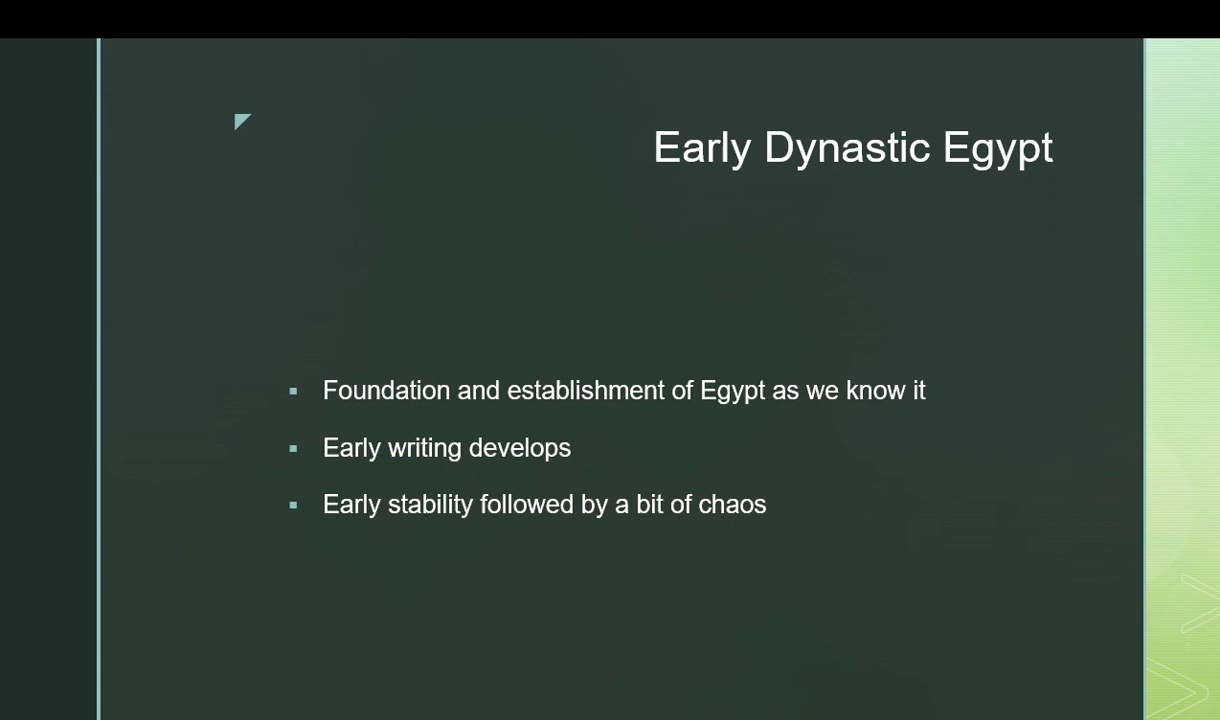 Early Dynastic Egypt
▪ Foundation and establishment of Egypt as we know it
▪ Early writing develops
▪ Early stability followed by a bit of chaos